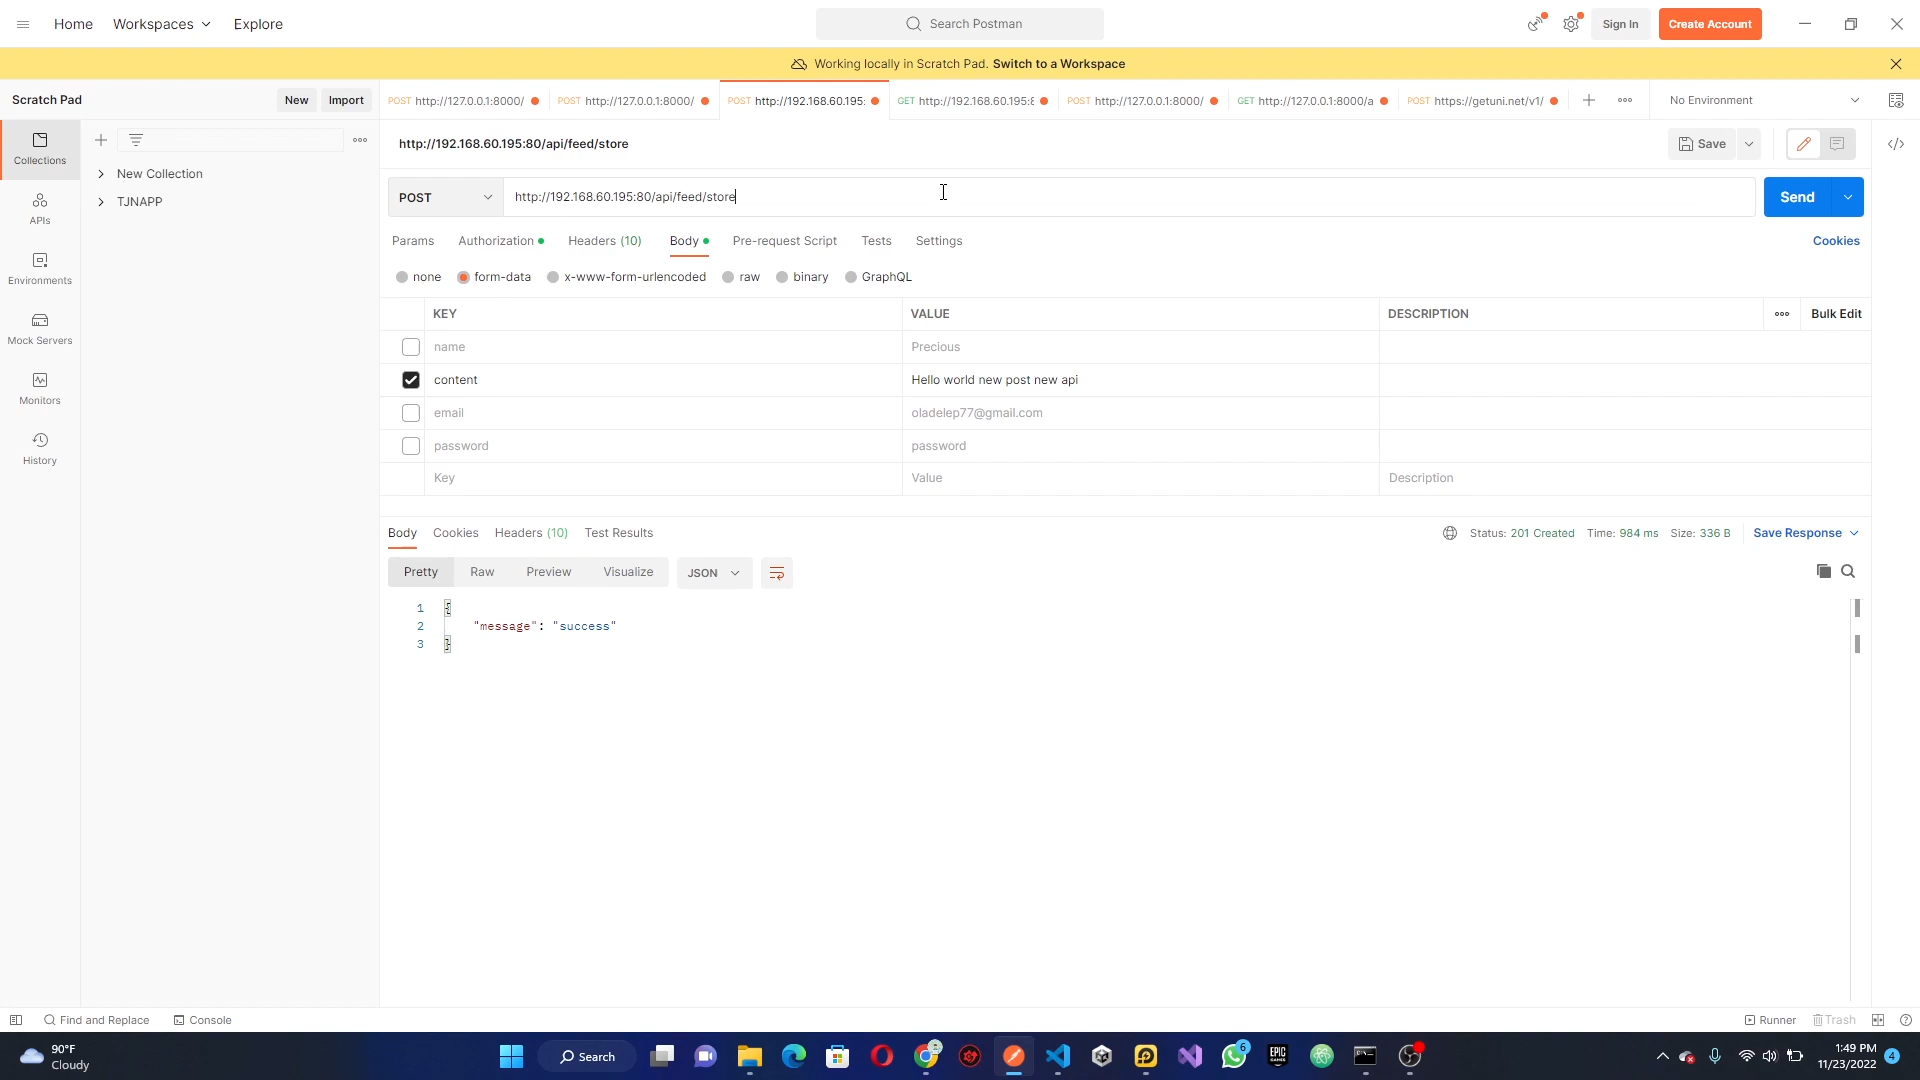 Home Workspaces Explore Search Postman Sign In Create Account
Working locally in Scratch Pad. Switch to a Workspace
Scratch Pad New Import POST http://127.0.0.1:8000/ POST http://127.0.0.1:8000/ POST http://192.168.60.195: GET http://192.168.60.195:8 POST http://127.0.0.1:8000/ GET http://127.0.0.1:8000/a POST https://getuni.net/v1/ No Environment
Collections
APIs
Environments
Mock Servers
Monitors
History
New Collection
TJNAPP
http://192.168.60.195:80/api/feed/store Save
POST http://192.168.60.195:80/api/feed/store Send
Params Authorization Headers (10) Body Pre-request Script Tests Settings Cookies
none form-data x-www-form-urlencoded raw binary GraphQL
KEY VALUE DESCRIPTION Bulk Edit
name Precious
content Hello world new post new api
email oladelep77@gmail.com
password password
Key Value Description
Body Cookies Headers (10) Test Results Status: 201 Created Time: 984 ms Size: 336 B Save Response
Pretty Raw Preview Visualize JSON
1 {
2 "message": "success"
3 }
Find and Replace Console Runner Trash
90°F
Cloudy
Search
6
EPIC
GAMES
1:49 PM
11/23/2022
4